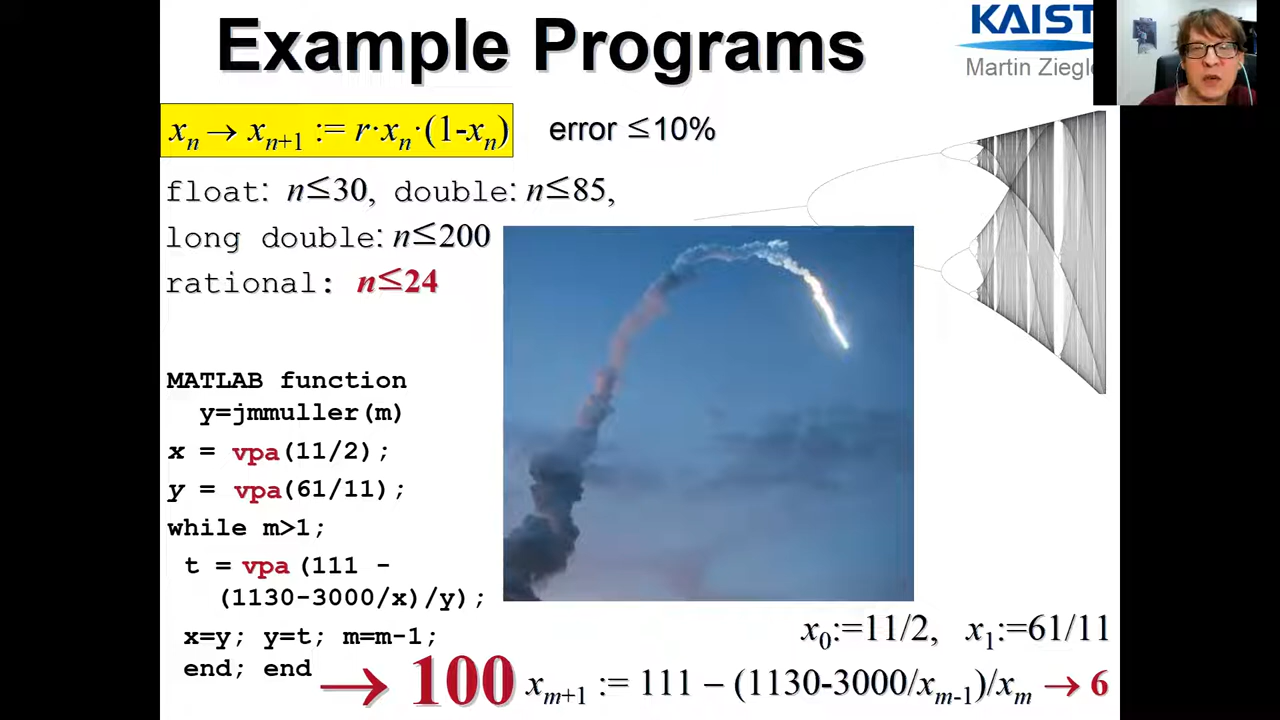 Example Programs
KAIST
Martin Ziegle
xn → xn+1 := r·xn·(1-xn) error ≤10%
float: n≤30, double: n≤85,
long double: n≤200
rational: n≤24
MATLAB function
y=jmmuller(m)
x = vpa(11/2);
y = vpa(61/11);
while m>1;
t = vpa (111 -
(1130-3000/x)/y);
x=y; y=t; m=m-1;
end; end
→ 100
x0:=11/2, x1:=61/11
xm+1 := 111 – (1130-3000/xm-1)/xm → 6